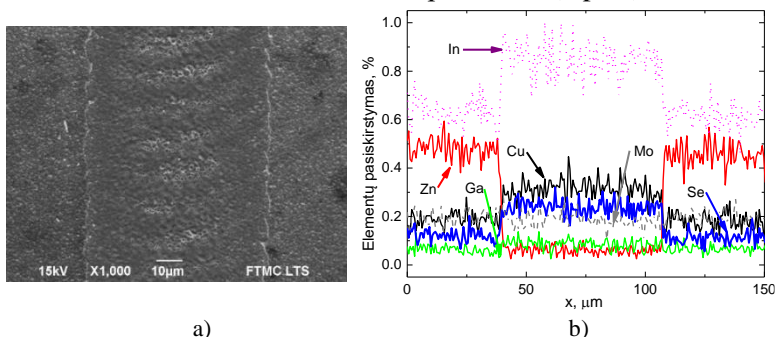 15kV X1,000 10μm FTMC LTS
a)
Elementų pasiskirstymas, %
1.0
0.8
0.6
0.4
0.2
0.0
In
Zn
Cu
Mo
Ga
Se
0 50 100 150
x, μm
b)